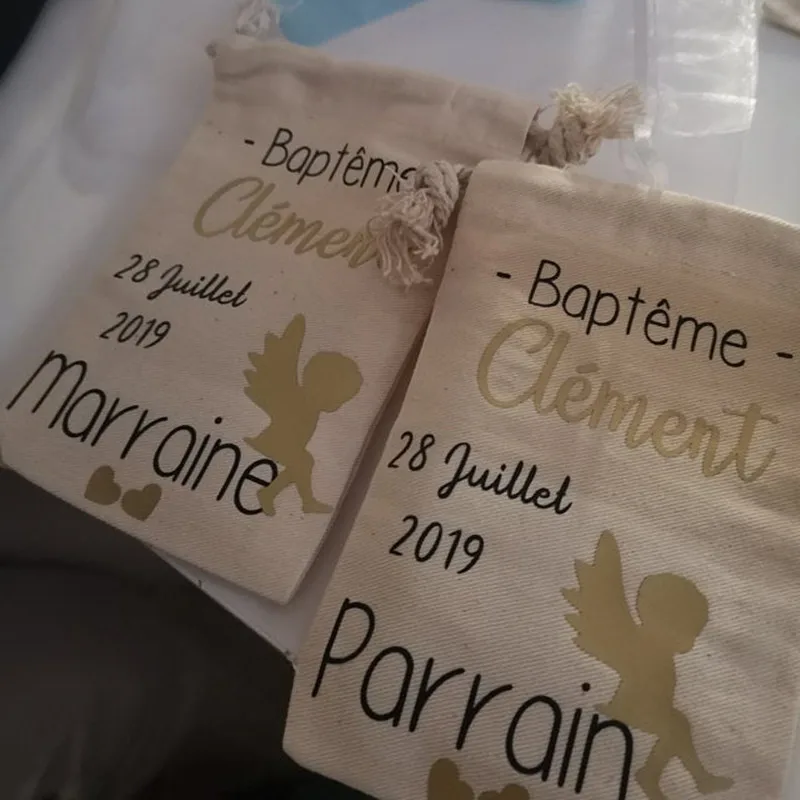 - Baptême
Clément
28 Juillet
2019
Marraine
- Baptême -
Clément
28 Juillet
2019
Parrain